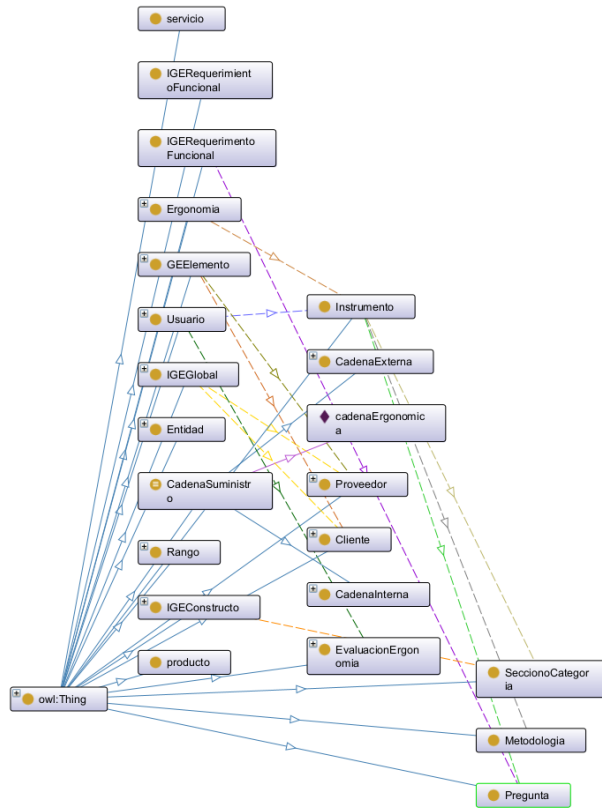 servicio
IGERequerimient
oFuncional
IGERequerimento
Funcional
Ergonomia
GEElemento
Usuario
Instrumento
CadenaExterna
IGEGlobal
cadenaErgonomic
a
Entidad
CadenaSuministr
o
Proveedor
Cliente
Rango
CadenaInterna
IGEConstructo
EvaluacionErgon
omia
producto
SeccionoCategor
ia
owl:Thing
Metodologia
Pregunta